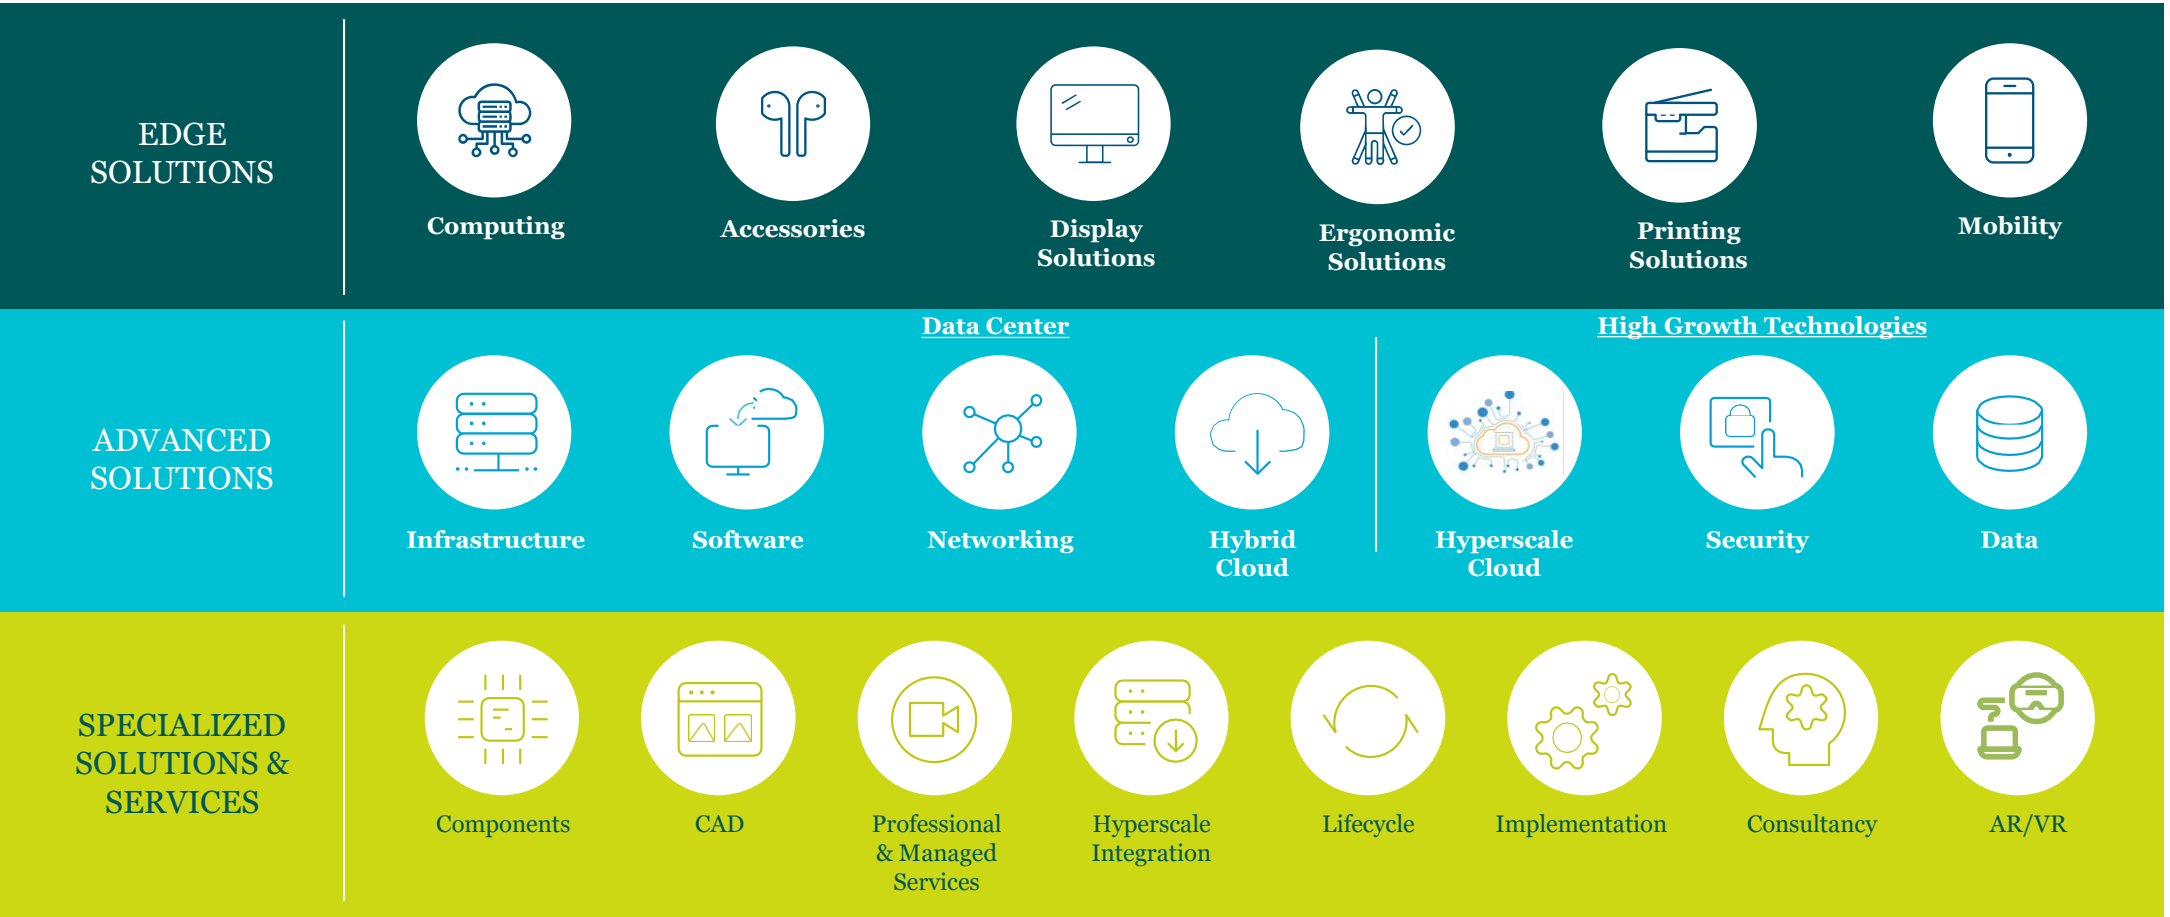 EDGE
SOLUTIONS
Computing
Accessories
Display
Solutions
Ergonomic
Solutions
Printing
Solutions
Mobility
ADVANCED
SOLUTIONS
Data Center
Infrastructure
Software
Networking
Hybrid
Cloud
High Growth Technologies
Hyperscale
Cloud
Security
Data
SPECIALIZED
SOLUTIONS &
SERVICES
Components
CAD
Professional
& Managed
Services
Hyperscale
Integration
Lifecycle
Implementation
Consultancy
AR/VR